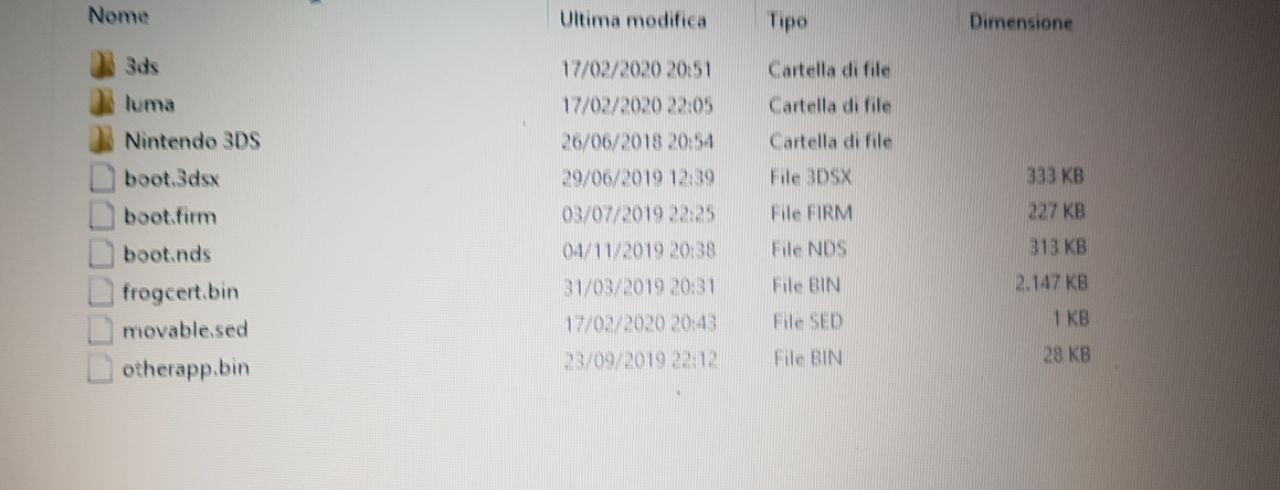 Nome Ultima modifica Tipo Dimensione
3ds 17/02/2020 20:51 Cartella di file
luma 17/02/2020 22:05 Cartella di file
Nintendo 3DS 26/06/2018 20:54 Cartella di file
boot.3dsx 29/06/2019 12:39 File 3DSX 333 KB
boot.firm 03/07/2019 22:25 File FIRM 227 KB
boot.nds 04/11/2019 20:38 File NDS 313 KB
frogcert.bin 31/03/2019 20:31 File BIN 2.147 KB
movable.sed 17/02/2020 20:43 File SED 1 KB
otherapp.bin 23/09/2019 22:12 File BIN 28 KB